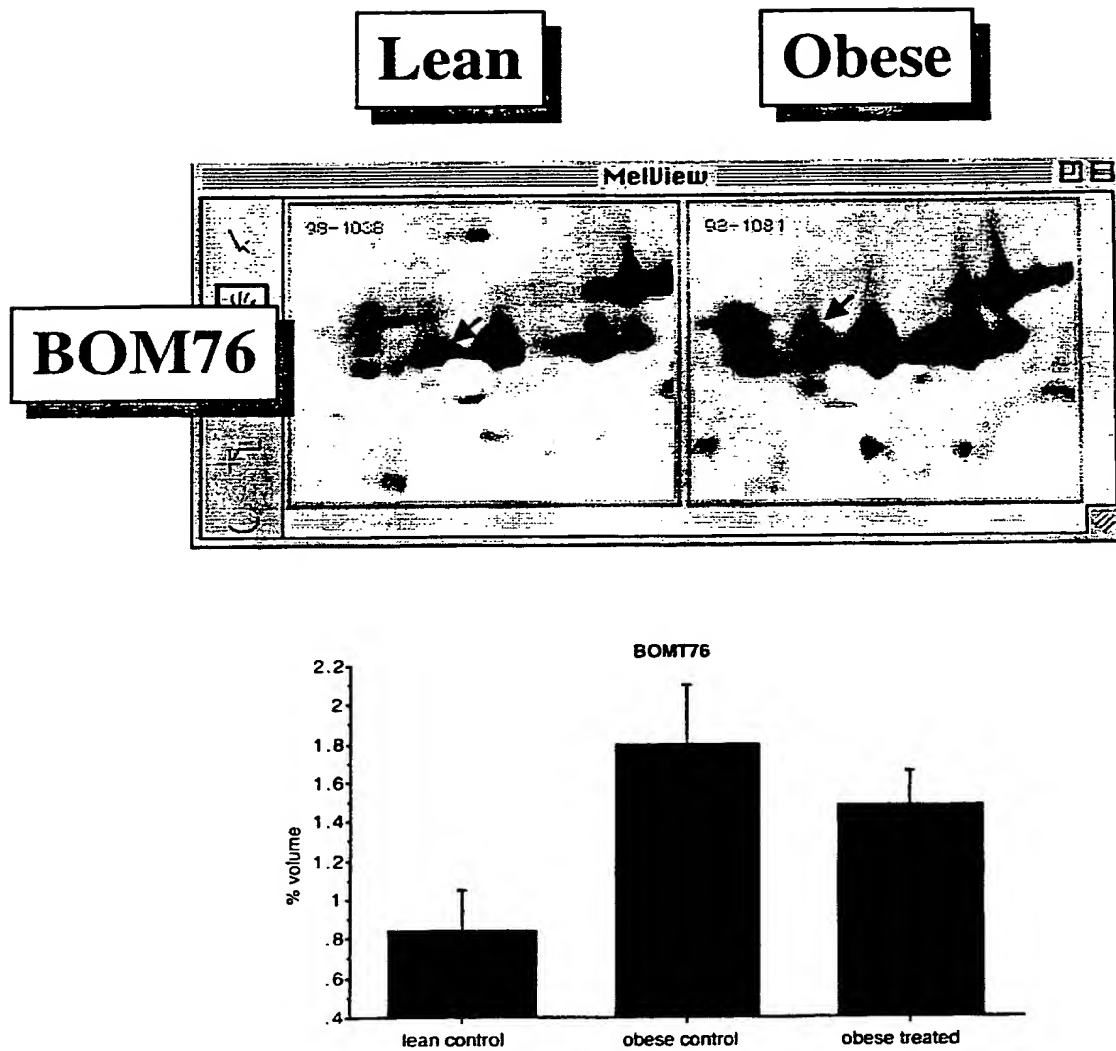 Lean
Obese
MelView
98-1038
92-1081
BOM76
BOMT76
2.2
2
1.8
1.6
1.4
1.2
1
.8
.6
.4
% volume
lean control
obese control
obese treated